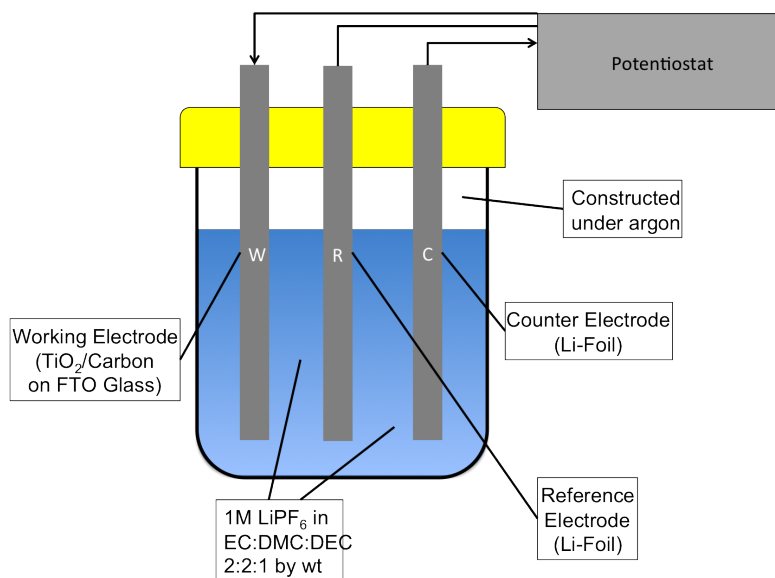 Potentiostat
Constructed
under argon
W
R
C
Working Electrode
(TiO₂/Carbon
on FTO Glass)
Counter Electrode
(Li-Foil)
1M LiPF₆ in
EC:DMC:DEC
2:2:1 by wt
Reference
Electrode
(Li-Foil)